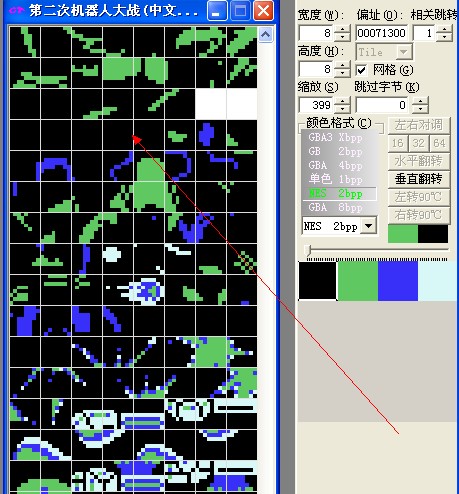 第二次机器人大战(中文...
宽度(W): 偏址(O): 相关跳转
8 00071300 1
高度(H):
8 Tile
网格(G)
缩放(S) 跳过字节(K)
399 0
颜色格式(C)
GBA3 Xbpp
GB 2bpp
GBA 4bpp
单色 1bpp
NES 2bpp
GBA 8bpp
NES 2bpp
左右对调
16 32 64
水平翻转
垂直翻转
左转90℃
右转90℃